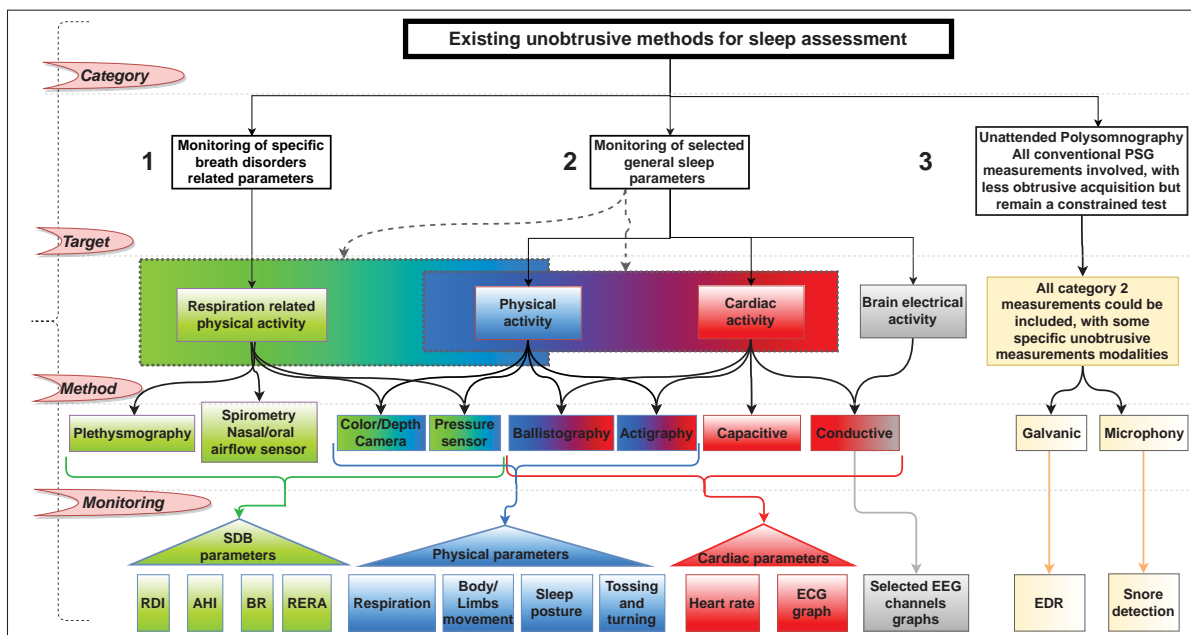 Existing unobtrusive methods for sleep assessment
Category
1
Monitoring of specific
breath disorders
related parameters
2
Monitoring of selected
general sleep
parameters
3
Unattended Polysomnography
All conventional PSG
measurements involved, with
less obtrusive acquisition but
remain a constrained test
Target
Respiration related
physical activity
Physical
activity
Cardiac
activity
Brain electrical
activity
All category 2
measurements could be
included, with some
specific unobtrusive
measurements modalities
Method
Plethysmography
Spirometry
Nasal/oral
airflow sensor
Color/Depth
Camera
Pressure
sensor
Ballistography
Actigraphy
Capacitive
Conductive
Galvanic
Microphony
Monitoring
SDB
parameters
Physical parameters
Cardiac parameters
RDI
AHI
BR
RERA
Respiration
Body/
Limbs
movement
Sleep
posture
Tossing
and
turning
Heart rate
ECG
graph
Selected EEG
channels
graphs
EDR
Snore
detection